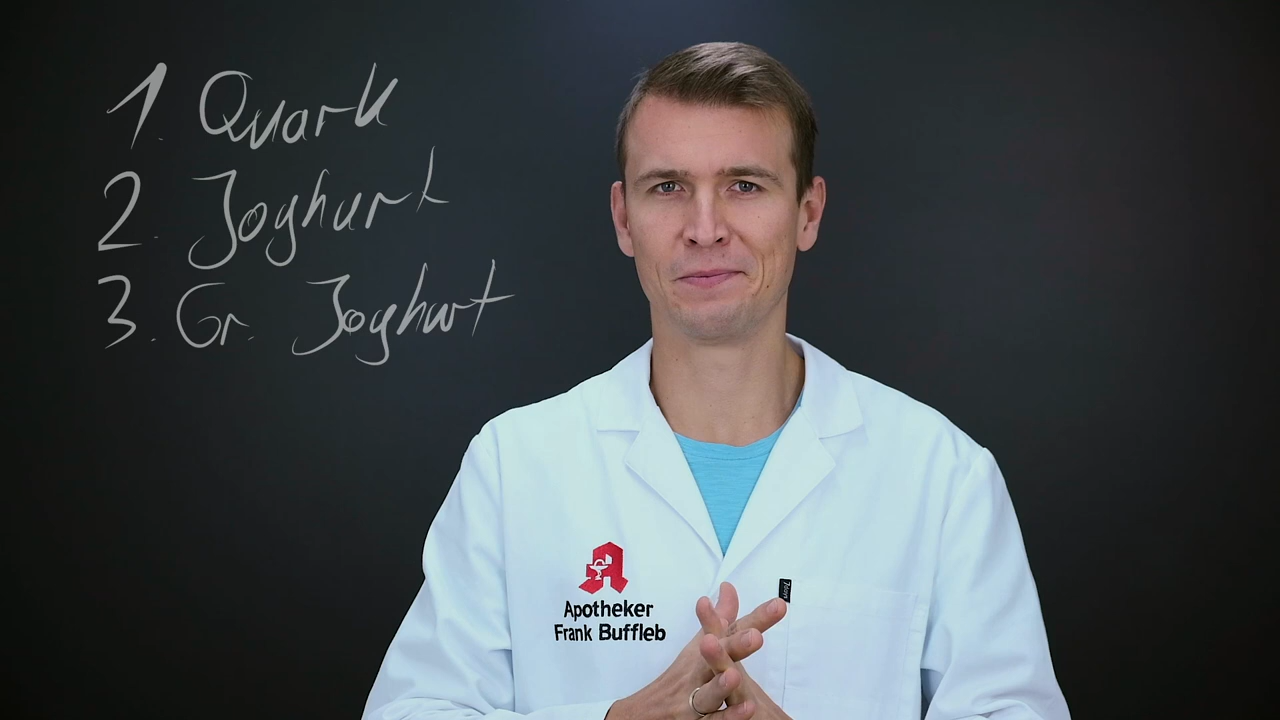 1. Quark
2. Joghurt
3. Gr. Joghurt
Apotheker
Frank Buffleb